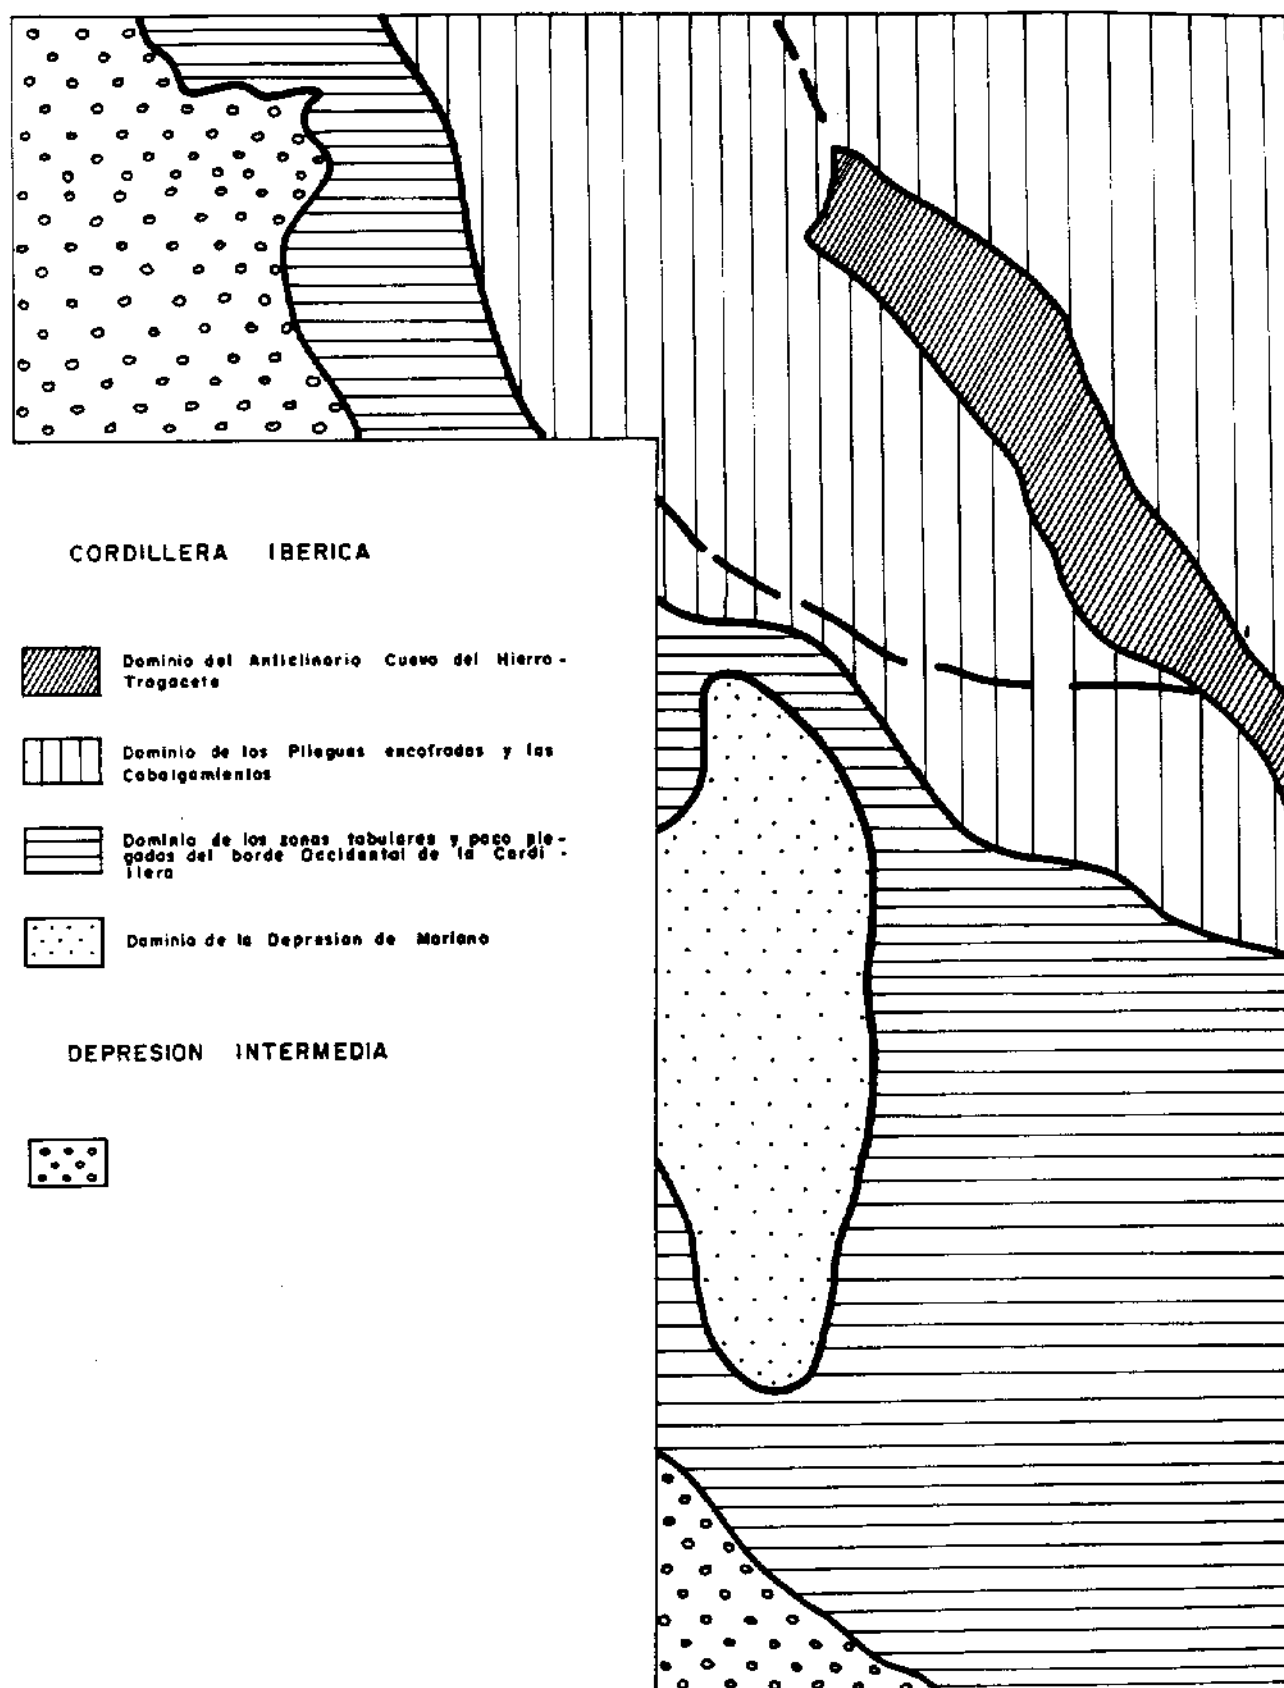 CORDILLERA IBERICA
Dominio del Anticlinorio Cueva del Hierro-
Tragacete
Dominio de los Pliegues encofrados y los
Cabalgamientos
Dominio de las zonas tabulares y poco ple-
gadas del borde Occidental de la Cordi-
llera
Dominio de la Depresion de Mariana
DEPRESION INTERMEDIA